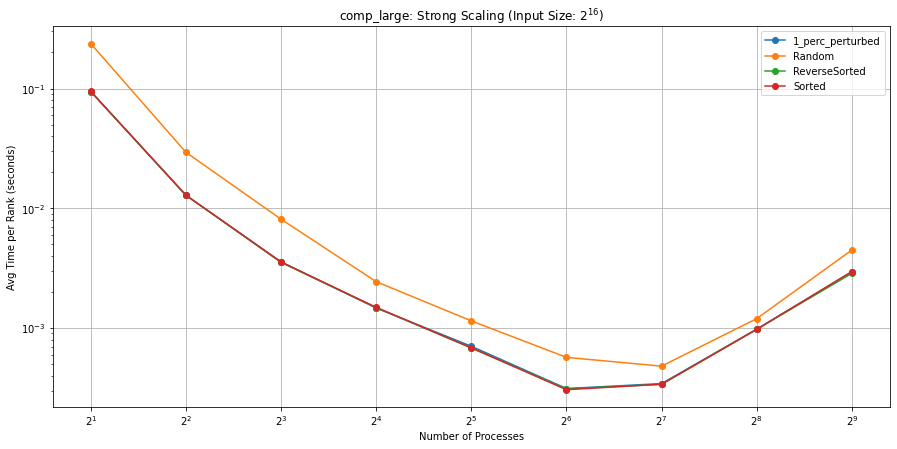 comp_large: Strong Scaling (Input Size: 2^16)
1_perc_perturbed
Random
ReverseSorted
Sorted
Avg Time per Rank (seconds)
10^-1
10^-2
10^-3
2^1 2^2 2^3 2^4 2^5 2^6 2^7 2^8 2^9
Number of Processes